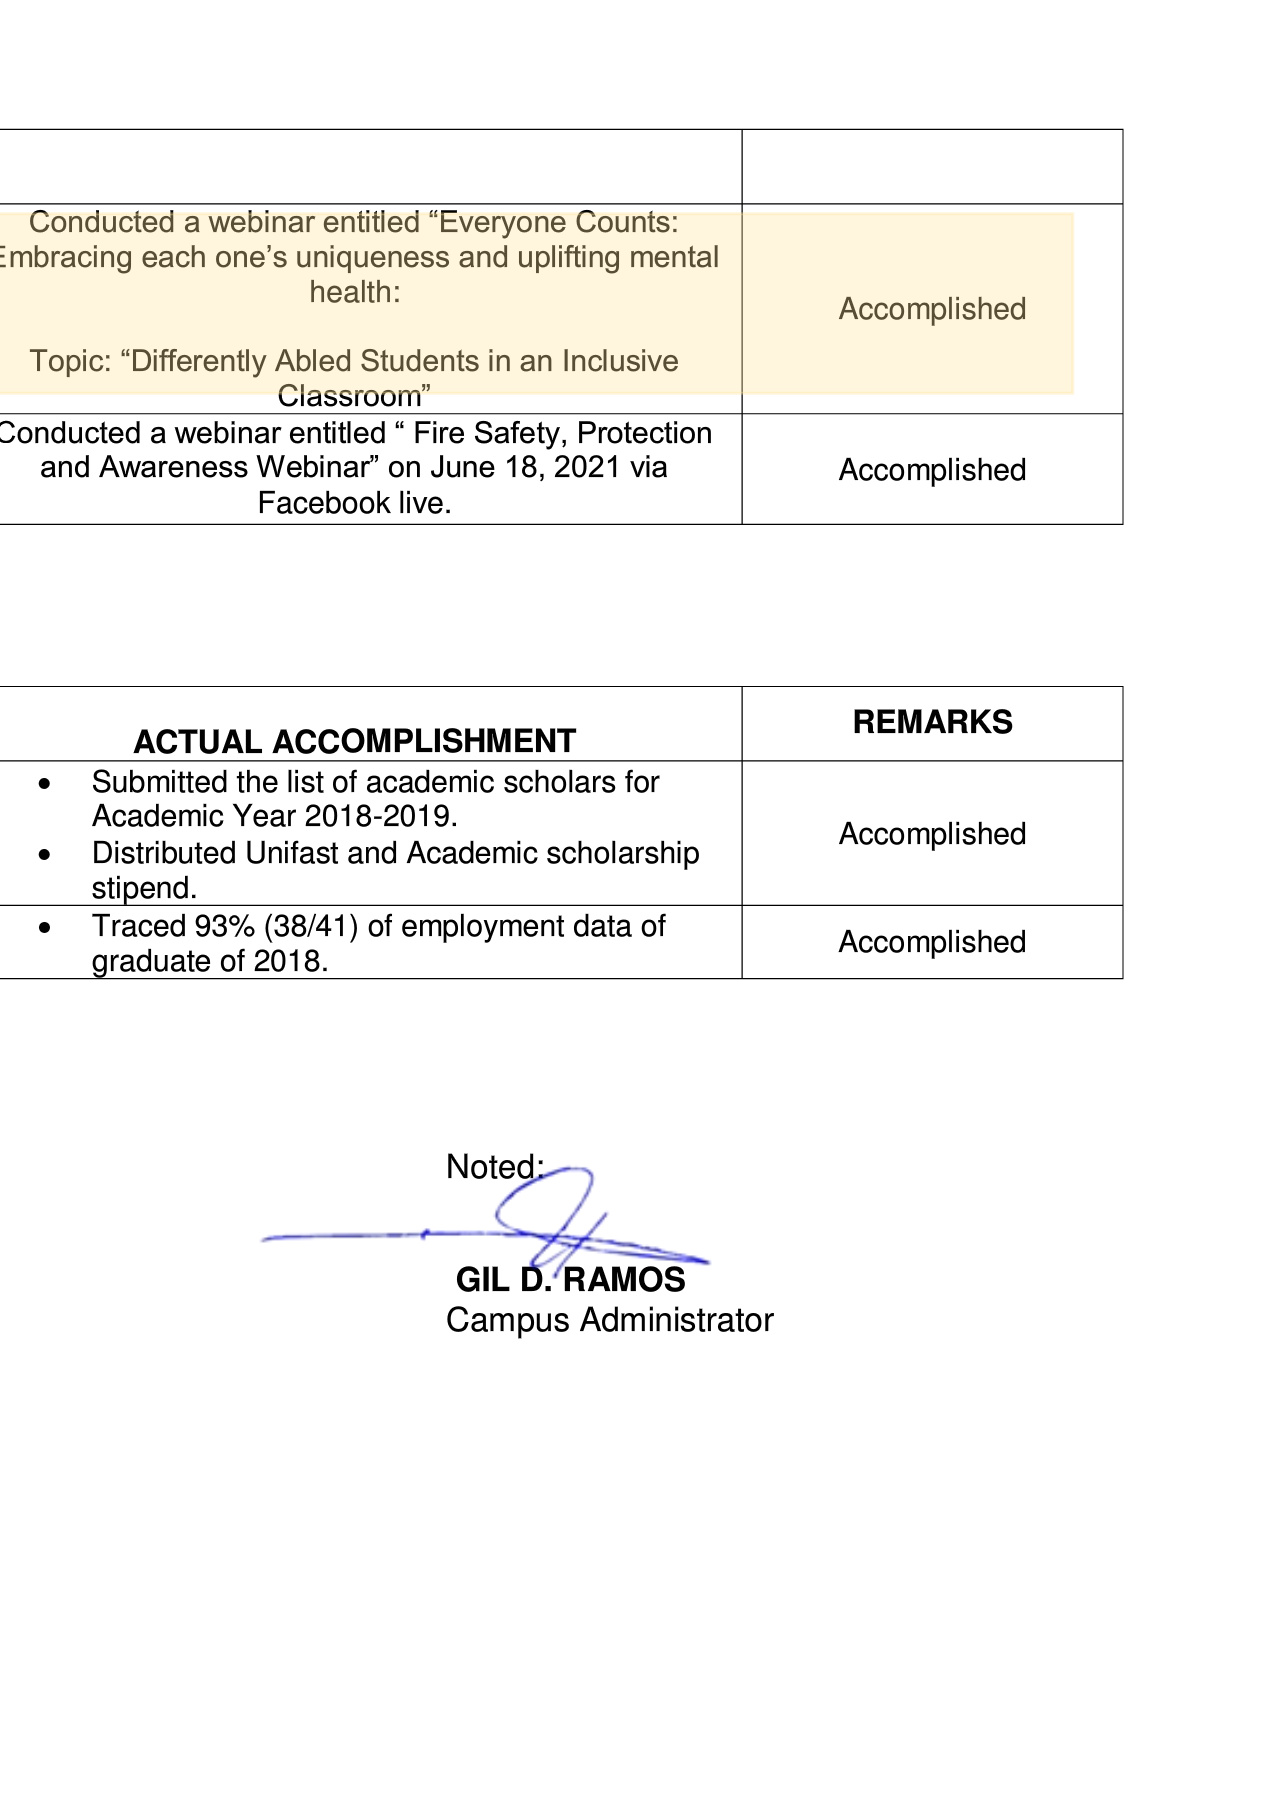 Conducted a webinar entitled “Everyone Counts:
Embracing each one’s uniqueness and uplifting mental
health:
Accomplished
Topic: “Differently Abled Students in an Inclusive
Classroom”
Conducted a webinar entitled “ Fire Safety, Protection
and Awareness Webinar” on June 18, 2021 via
Facebook live.
Accomplished
ACTUAL ACCOMPLISHMENT
REMARKS
• Submitted the list of academic scholars for
Academic Year 2018-2019.
• Distributed Unifast and Academic scholarship
stipend.
Accomplished
• Traced 93% (38/41) of employment data of
graduate of 2018.
Accomplished
Noted:
GIL D. RAMOS
Campus Administrator